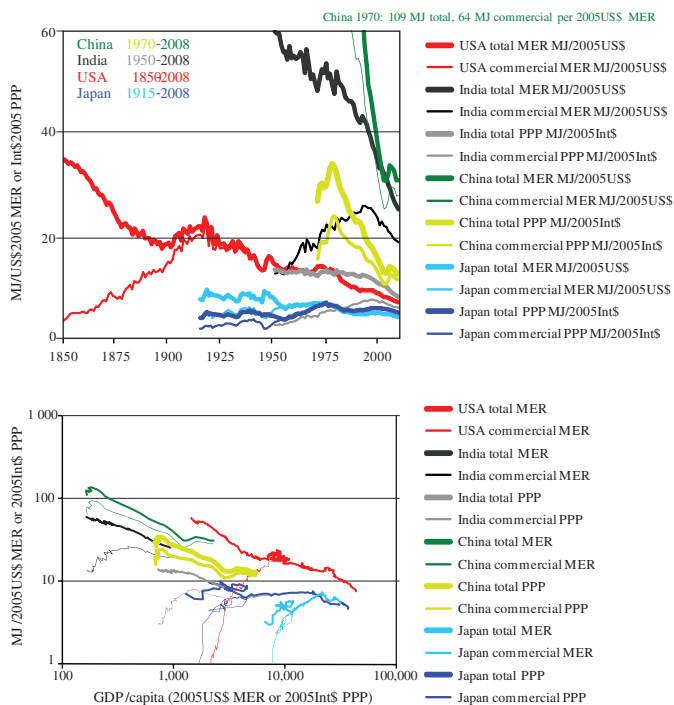 China 1970: 109 MJ total, 64 MJ commercial per 2005US$ MER
MJ/US$2005 MER or Int$2005 PPP
60
40
20
0
China 1970-2008
India 1950-2008
USA 1850-2008
Japan 1915-2008
1850 1875 1900 1925 1950 1975 2000
USA total MER MJ/2005US$
USA commercial MER MJ/2005US$
India total MER MJ/2005US$
India commercial MER MJ/2005US$
India total PPP MJ/2005Int$
India commercial PPP MJ/2005Int$
China total MER MJ/2005US$
China commercial MER MJ/2005US$
China total PPP MJ/2005Int$
China commercial PPP MJ/2005Int$
Japan total MER MJ/2005US$
Japan commercial MER MJ/2005US$
Japan total PPP MJ/2005Int$
Japan commercial PPP MJ/2005Int$
MJ /2005US$ MER or 2005Int$ PPP
1 000
100
10
1
100 1,000 10,000 100,000
GDP/capita (2005US$ MER or 2005Int$ PPP)
USA total MER
USA commercial MER
India total MER
India commercial MER
India total PPP
India commercial PPP
China total MER
China commercial MER
China total PPP
China commercial PPP
Japan total MER
Japan commercial MER
Japan total PPP
Japan commercial PPP